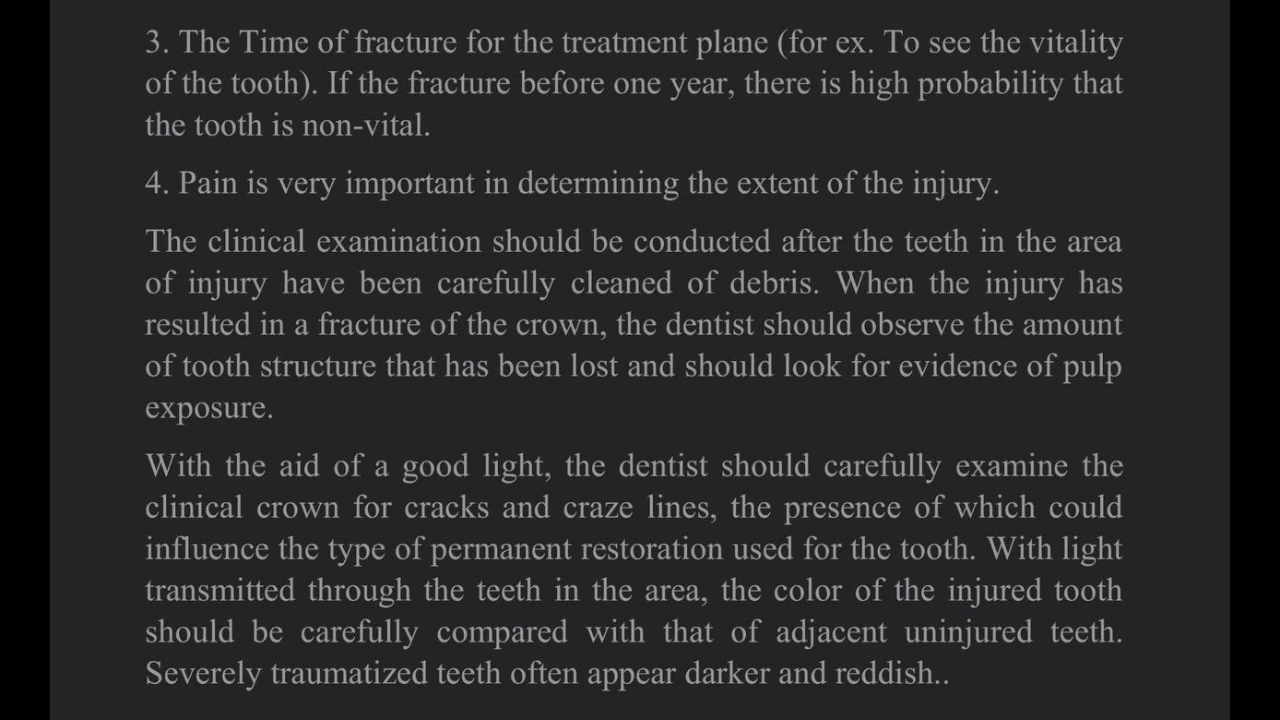 3. The Time of fracture for the treatment plane (for ex. To see the vitality
of the tooth). If the fracture before one year, there is high probability that
the tooth is non-vital.
4. Pain is very important in determining the extent of the injury.
The clinical examination should be conducted after the teeth in the area
of injury have been carefully cleaned of debris. When the injury has
resulted in a fracture of the crown, the dentist should observe the amount
of tooth structure that has been lost and should look for evidence of pulp
exposure.
With the aid of a good light, the dentist should carefully examine the
clinical crown for cracks and craze lines, the presence of which could
influence the type of permanent restoration used for the tooth. With light
transmitted through the teeth in the area, the color of the injured tooth
should be carefully compared with that of adjacent uninjured teeth.
Severely traumatized teeth often appear darker and reddish..